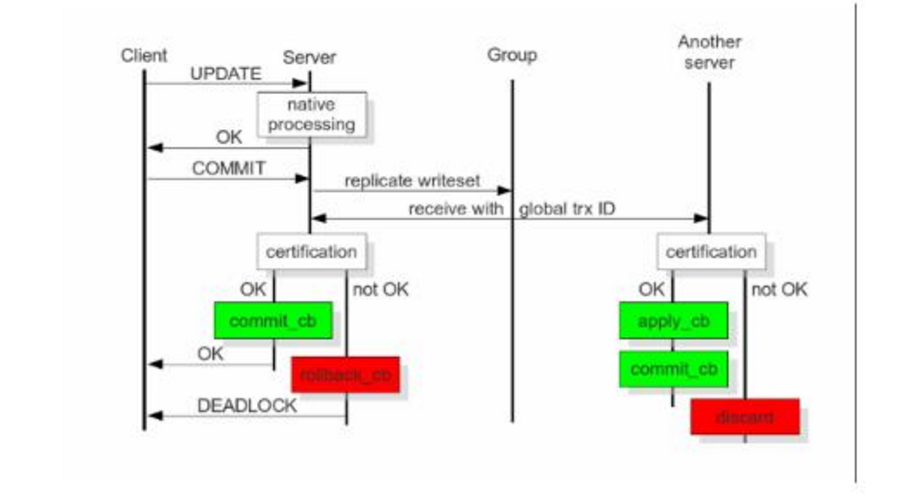 Client
Server
Group
Another
server
UPDATE
native
processing
OK
COMMIT
replicate writeset
receive with global trx ID
certification
certification
OK
not OK
OK
not OK
commit_cb
apply_cb
OK
rollback_cb
commit_cb
DEADLOCK
discard